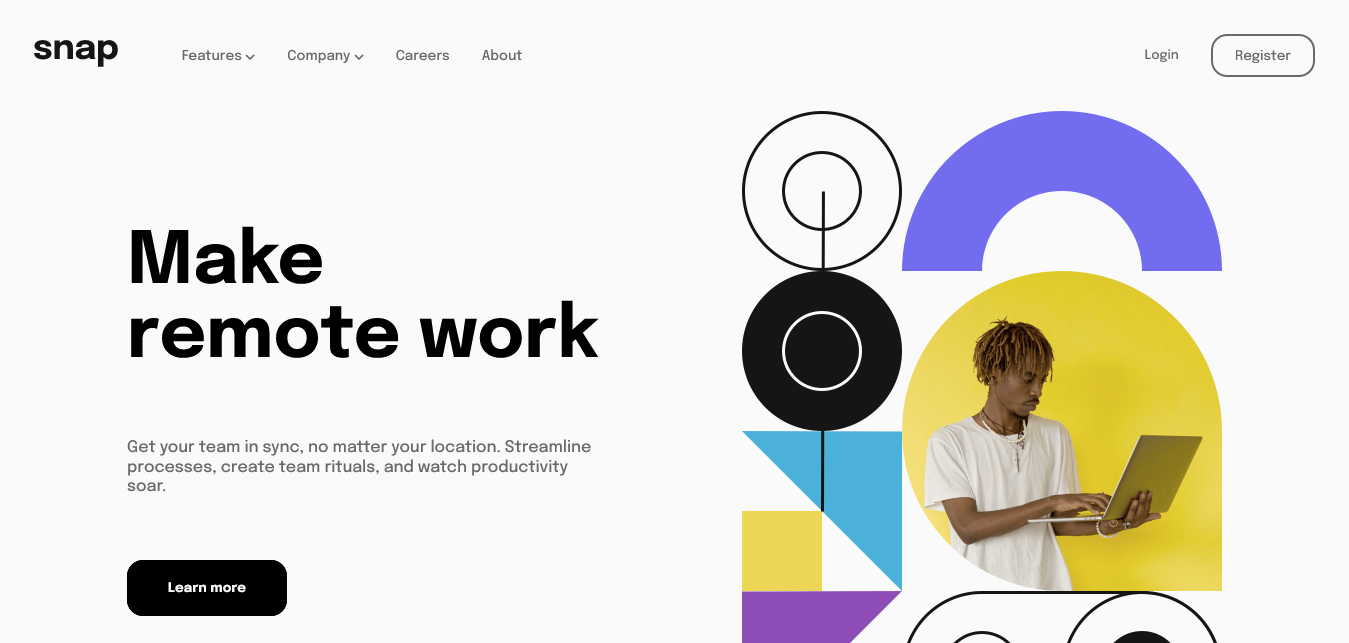 snap
Features
Company
Careers
About
Login
Register
Make
remote work
Get your team in sync, no matter your location. Streamline
processes, create team rituals, and watch productivity
soar.
Learn more